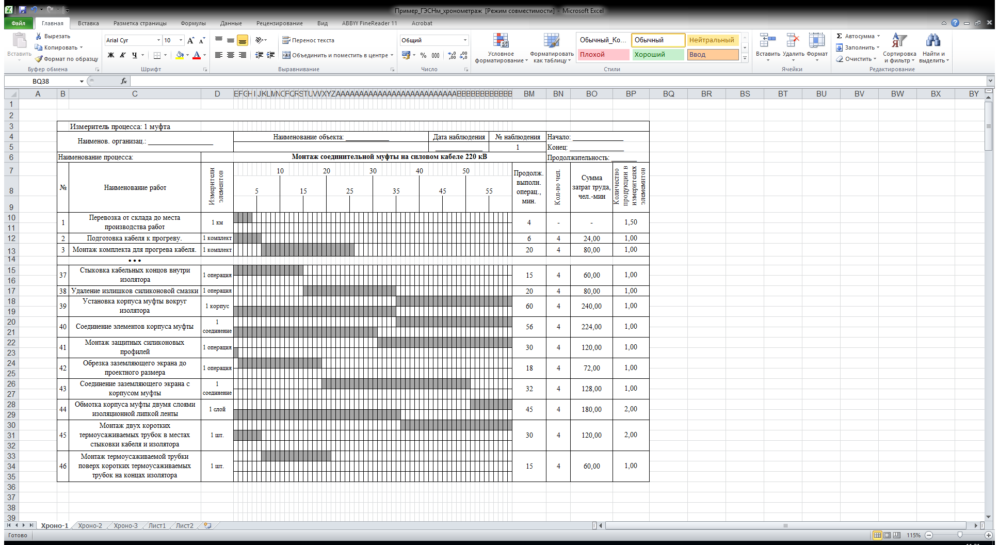 Пример_ГЭСНм_хронометраж [Режим совместимости] - Microsoft Excel
Файл Главная Вставка Разметка страницы Формулы Данные Рецензирование Вид ABBYY FineReader 11 Acrobat
Вставить
Вырезать
Копировать
Формат по образцу
Буфер обмена
Arial Cyr 10
Ж К Ч
Шрифт
Перенос текста
Объединить и поместить в центре
Выравнивание
Общий
% 000
Число
Условное форматирование
Форматировать как таблицу
Обычный_Ко... Обычный Нейтральный
Плохой Хороший Ввод
Стили
Вставить Удалить Формат
Ячейки
Автосумма
Заполнить
Очистить
Сортировка и фильтр
Найти и выделить
Редактирование
BQ38 fx
A B C D BM BN BO BP BQ BR BS BT BU BV BW BX BY
1
2
3 Измеритель процесса: 1 муфта
4 Наименование объекта: ____________ Дата наблюдения № наблюдения Начало: ______________
Наименов. организац.: __________________
5 _____________ 1 Конец: _______________
6 Наименование процесса: Монтаж соединительной муфты на силовом кабеле 220 кВ Продолжительность: _______
7 10 20 30 40 50
8 № Наименование работ Измерители элементов 5 15 25 35 45 55 Продолж. выполн. операц., мин. Кол-во чел. Сумма затрат труда, чел.-мин Количество продукции в измерителях элемемнтов
9
10
11 1 Перевозка от склада до места производства работ 1 км 4 - - 1,50
12 2 Подготовка кабеля к прогреву. 1 комплект 6 4 24,00 1,00
13 3 Монтаж комплекта для прогрева кабеля. 1 комплект 20 4 80,00 1,00
14 • • •
15
16 37 Стыковка кабельных концов внутри изолятора 1 операция 15 4 60,00 1,00
17 38 Удаление излишков силиконовой смазки 1 операция 20 4 80,00 1,00
18
19 39 Установка корпуса муфты вокруг изолятора 1 корпус 60 4 240,00 1,00
20
21 40 Соединение элементов корпуса муфты 1 соединение 56 4 224,00 1,00
22
23 41 Монтаж защитных силиконовых профилей 1 операция 30 4 120,00 1,00
24
25 42 Обрезка заземляющего экрана до проектного размера 1 операция 18 4 72,00 1,00
26
27 43 Соединение заземляющего экрана с корпусом муфты 1 соединение 32 4 128,00 1,00
28
29 44 Обмотка корпуса муфты двумя слоями изоляционной липкой ленты 1 слой 45 4 180,00 2,00
30
31 45 Монтаж двух коротких термоусаживаемых трубок в местах стыковки кабеля и изолятора 1 шт. 30 4 120,00 2,00
32
33
34 46 Монтаж термоусаживаемой трубки поверх коротких термоусаживаемых трубок на концах изолятора 1 шт. 15 4 60,00 1,00
35
36
37
38
39
Хроно-1 Хроно-2 Хроно-3 Лист1 Лист2
Готово 115%